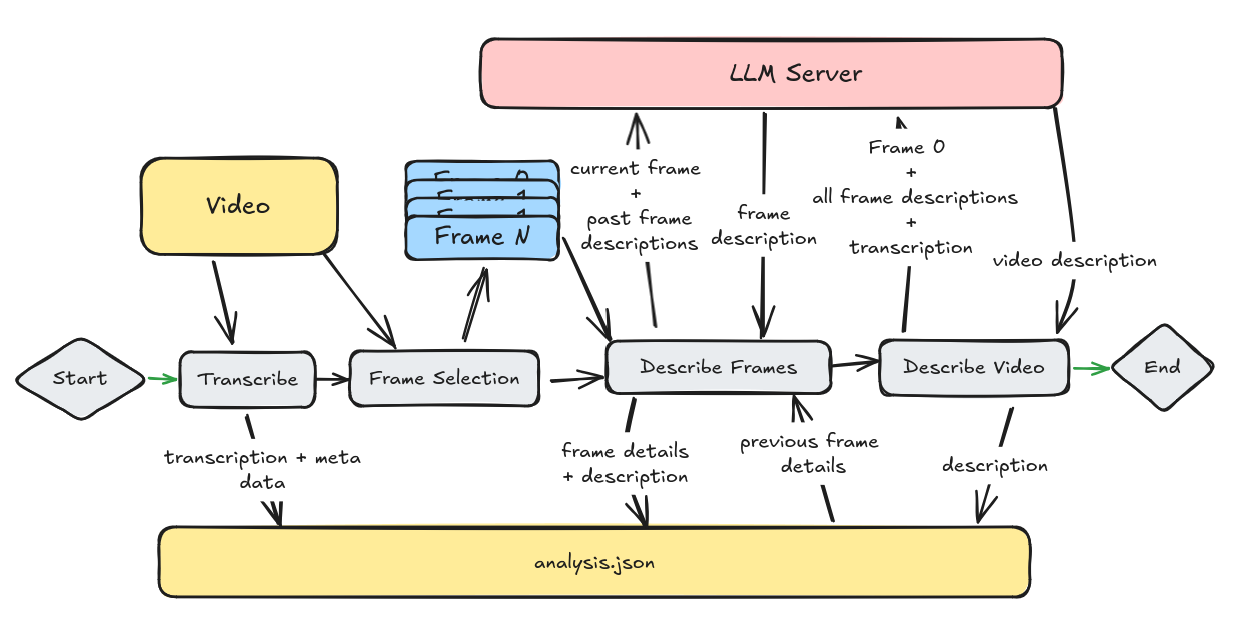 LLM Server
Video
Frame 0
Frame 1
Frame 1
Frame N
current frame
+
past frame
descriptions
frame
description
Frame 0
+
all frame descriptions
+
transcription
video description
Start
Transcribe
Frame Selection
Describe Frames
Describe Video
End
transcription + meta
data
frame details
+ description
previous frame
details
description
analysis.json